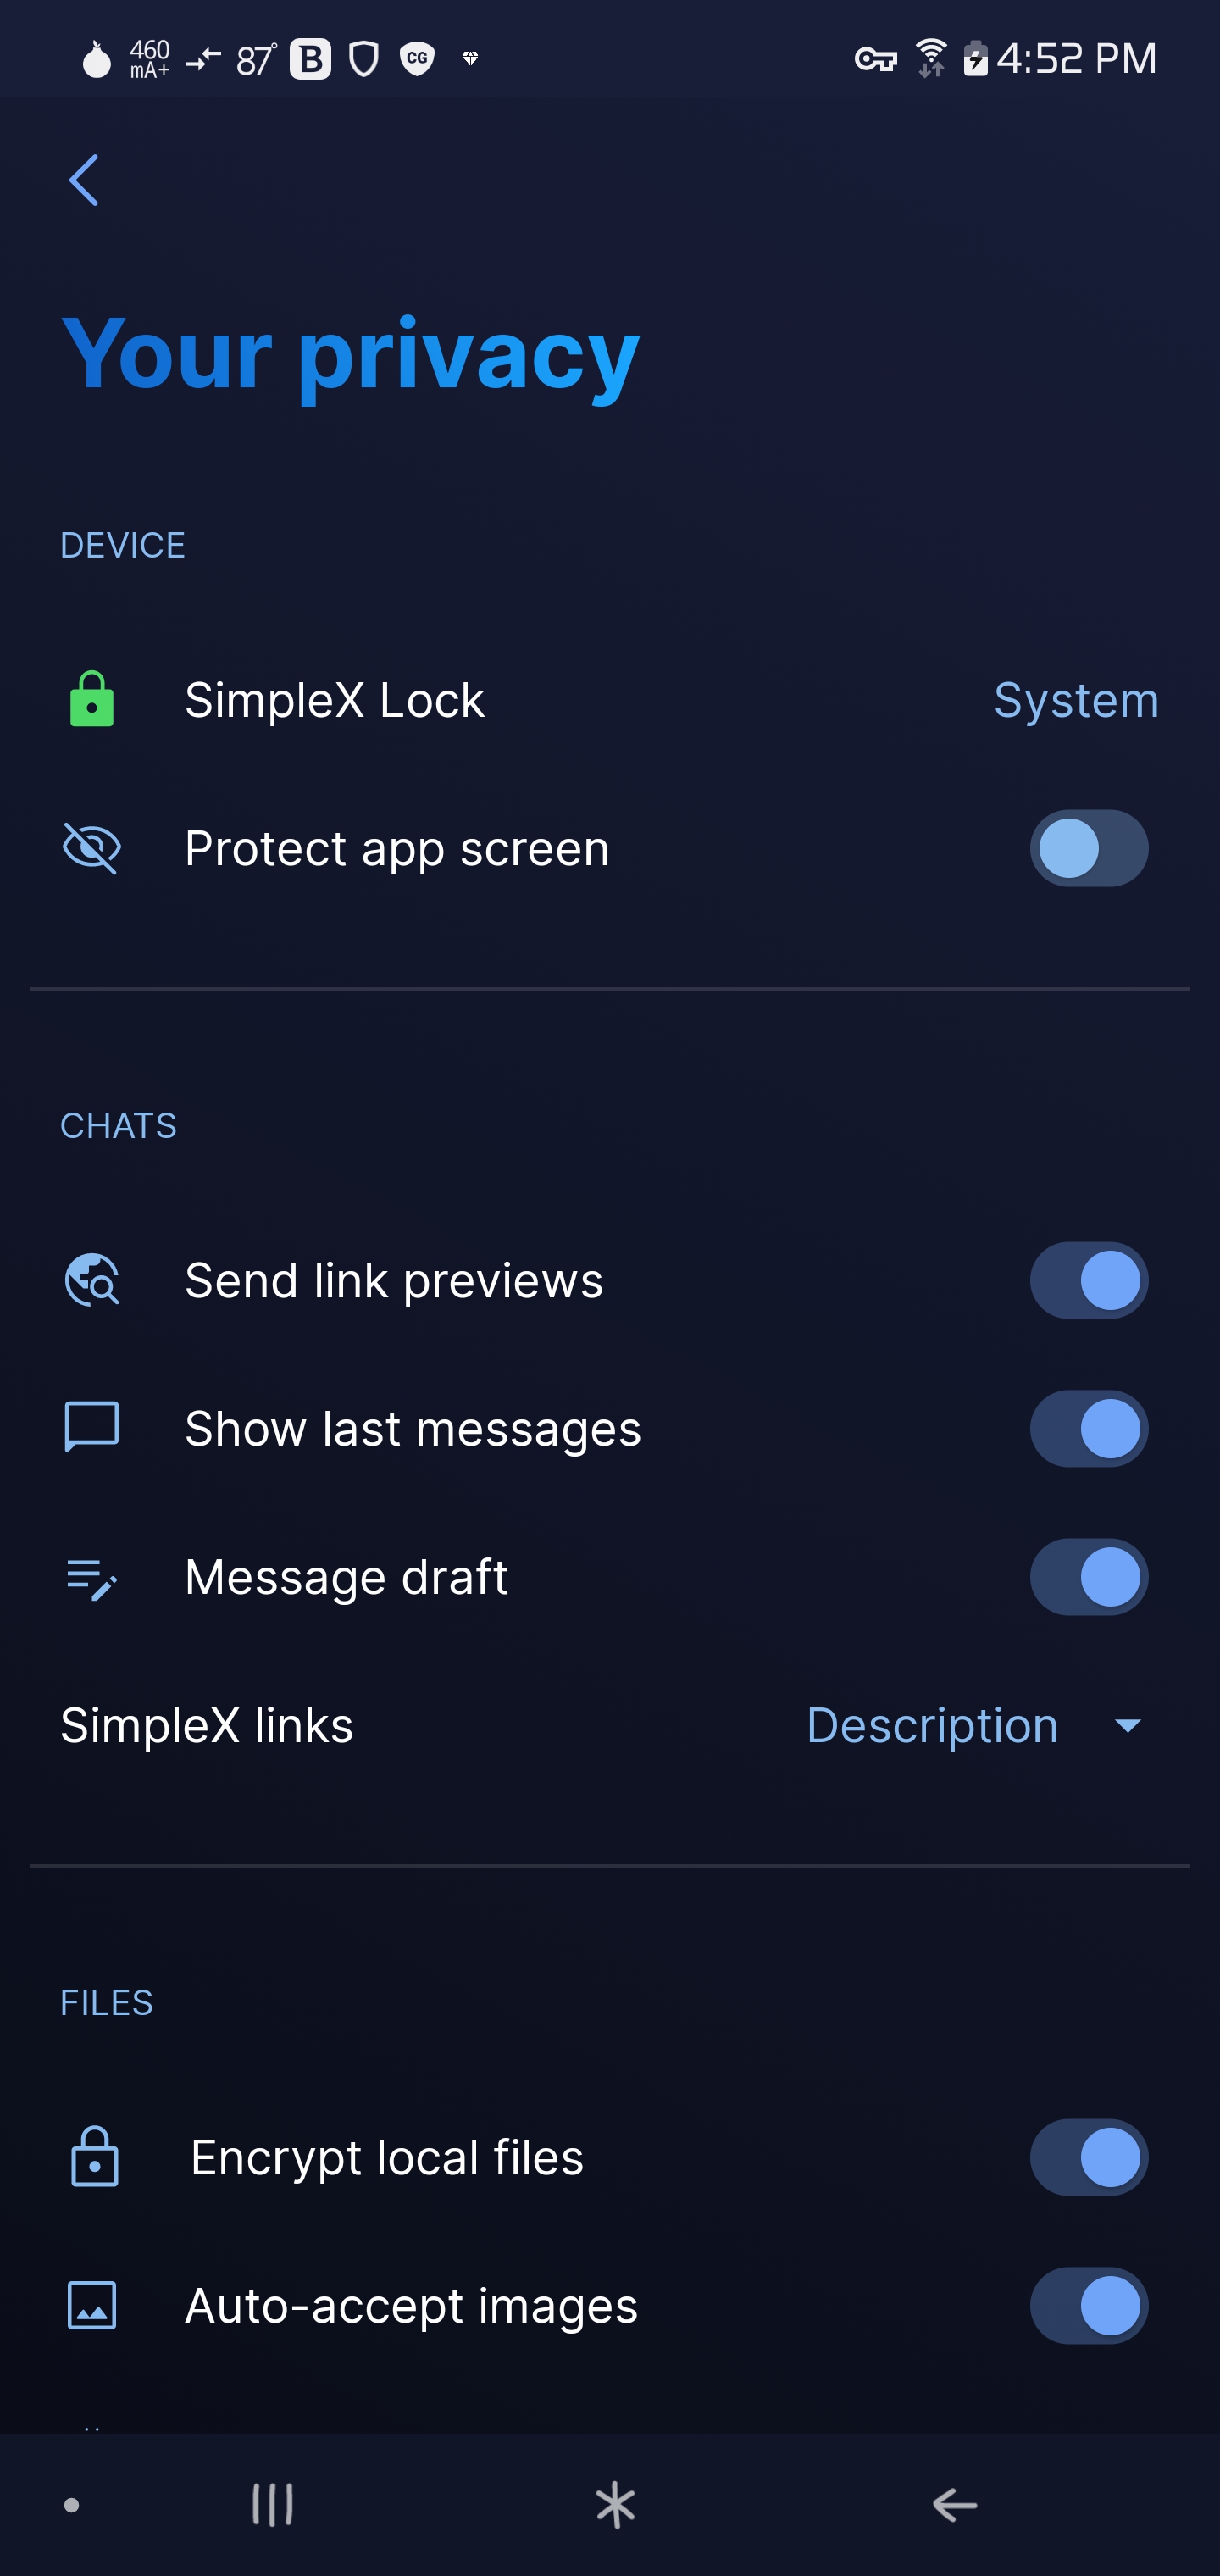 460
mA+
87°
B
CG
4:52 PM
Your privacy
DEVICE
SimpleX Lock System
Protect app screen
CHATS
Send link previews
Show last messages
Message draft
SimpleX links Description
FILES
Encrypt local files
Auto-accept images